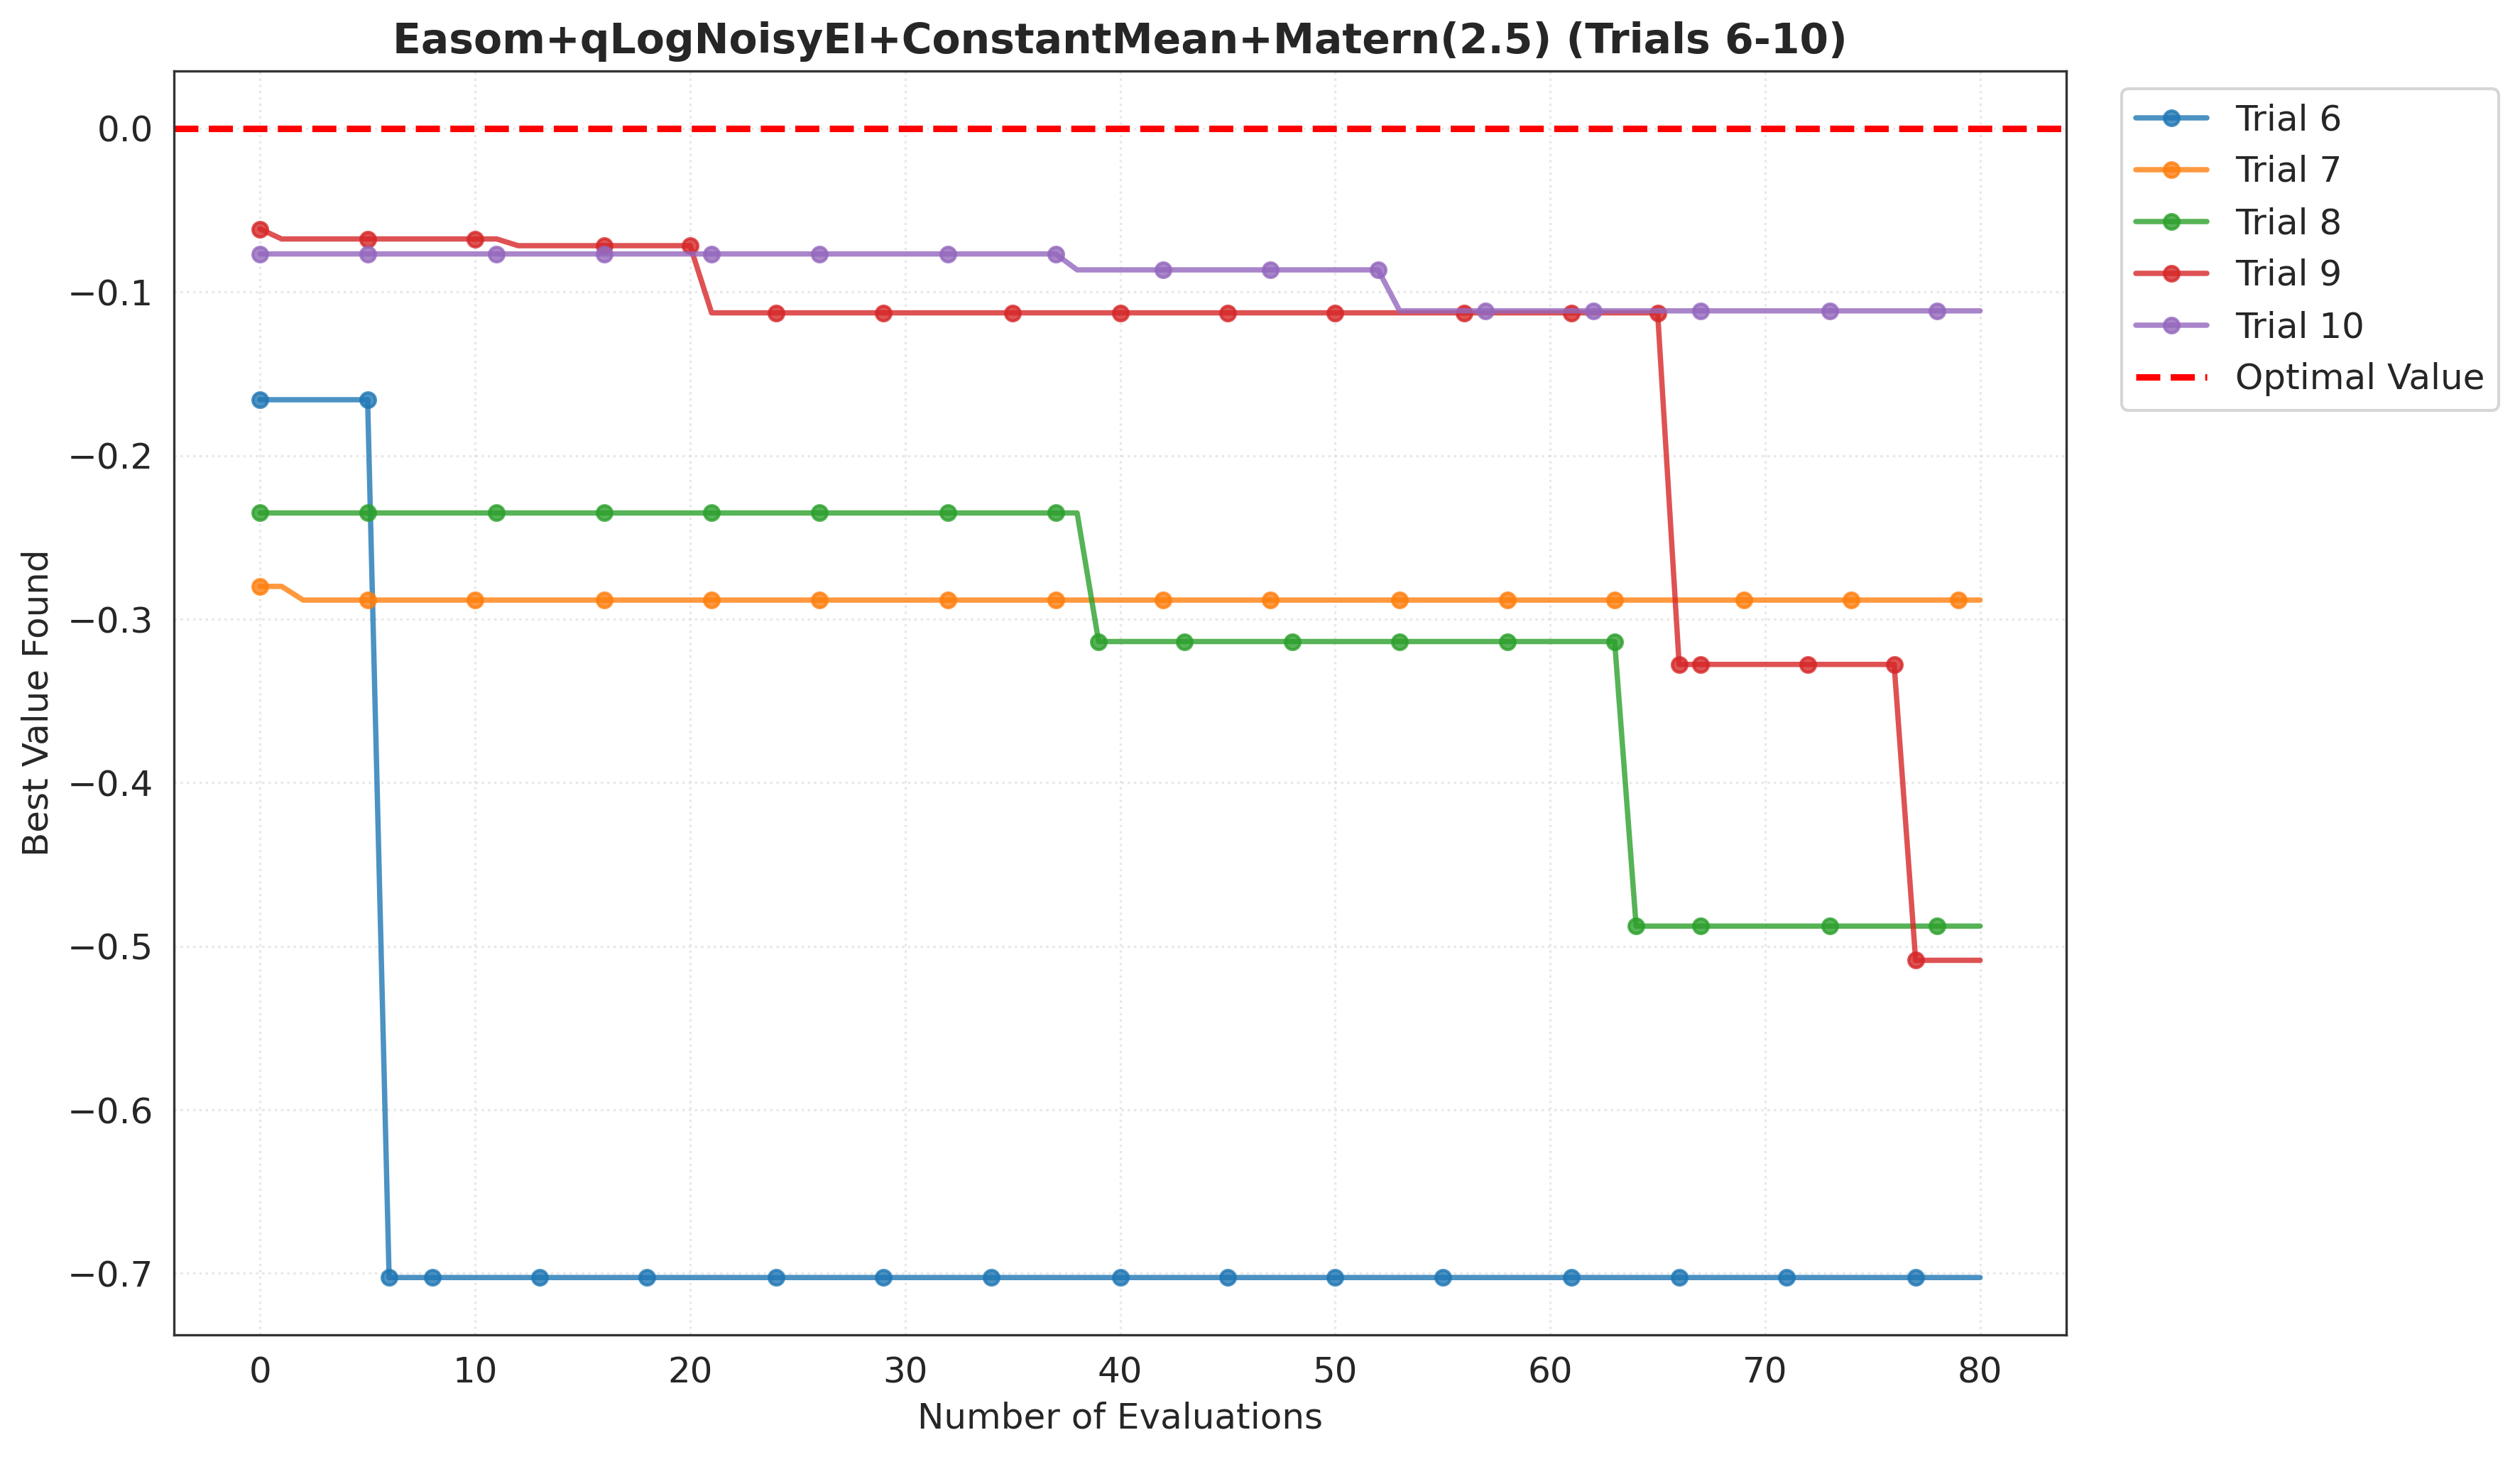 Easom+qLogNoisyEI+ConstantMean+Matern(2.5) (Trials 6-10)
Best Value Found
0.0
−0.1
−0.2
−0.3
−0.4
−0.5
−0.6
−0.7
0 10 20 30 40 50 60 70 80
Number of Evaluations
Trial 6
Trial 7
Trial 8
Trial 9
Trial 10
Optimal Value